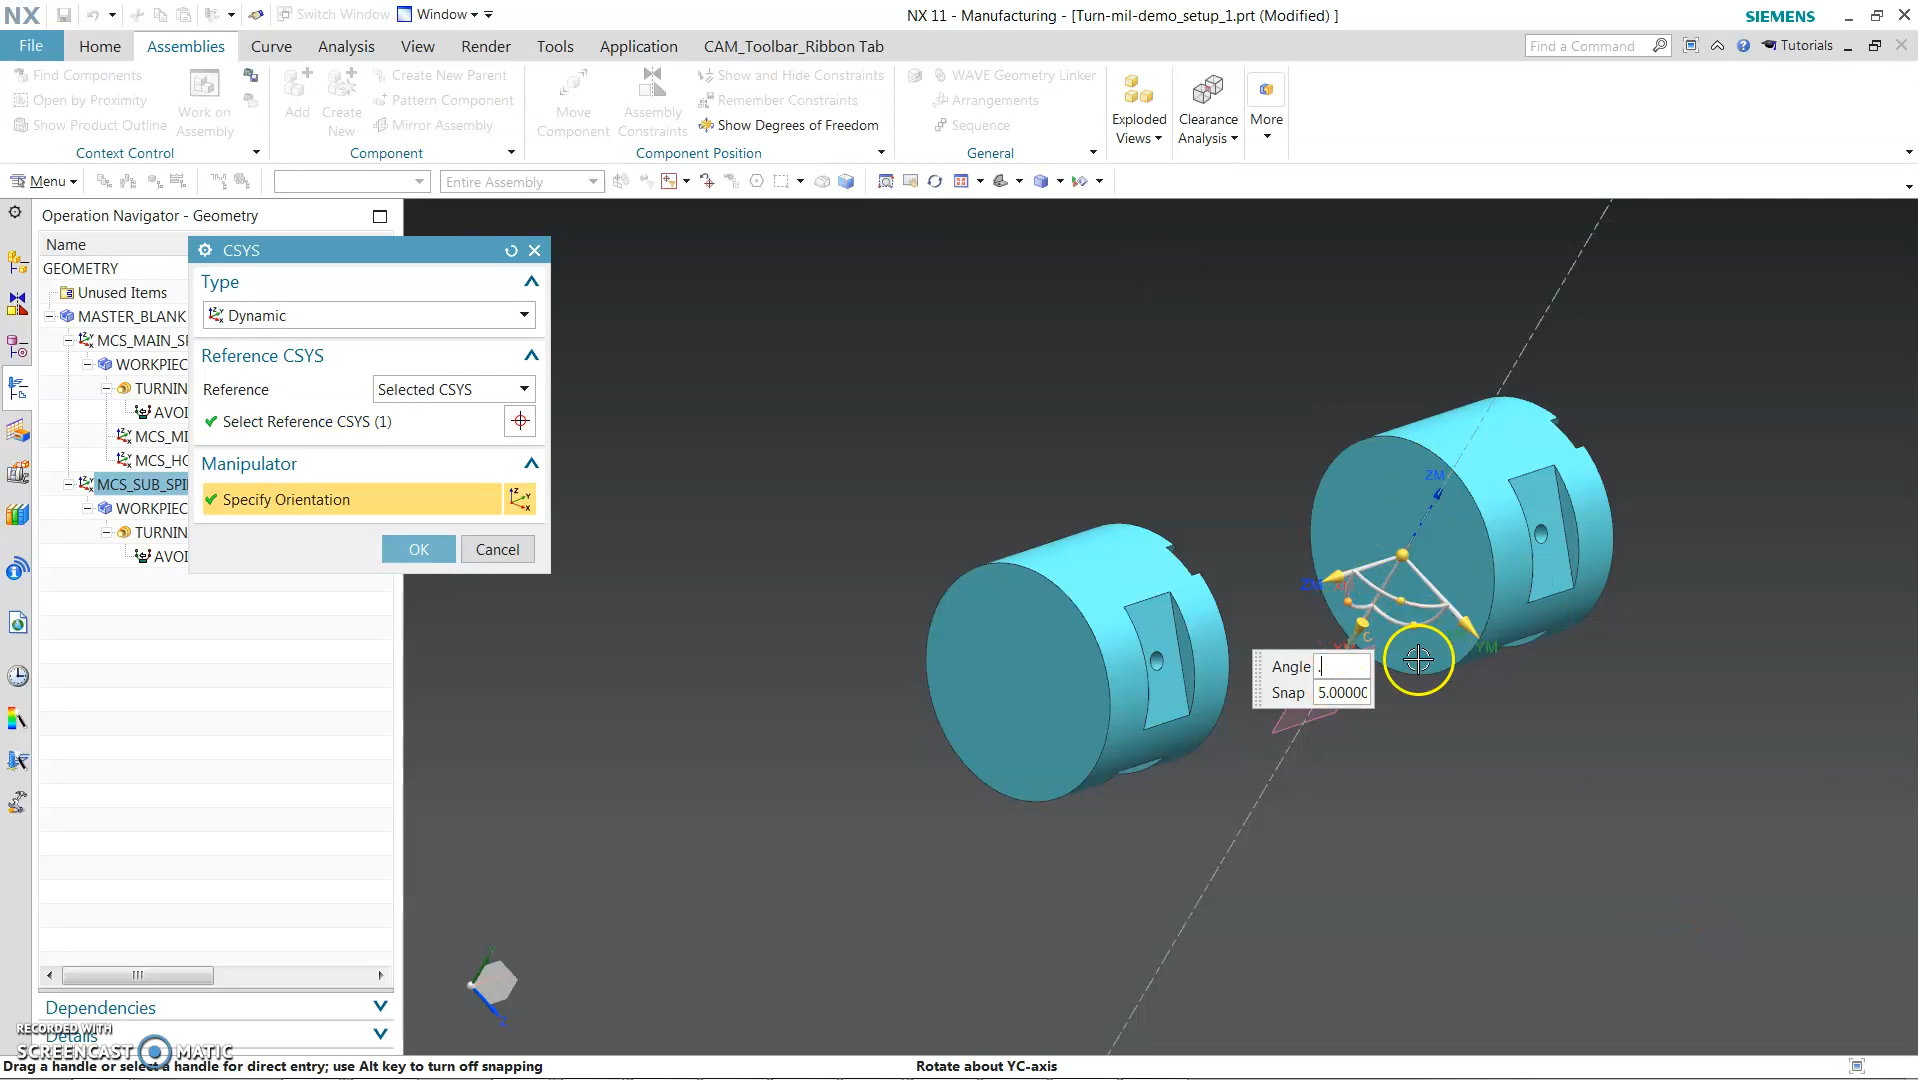 NX
Switch Window
Window
NX 11 - Manufacturing - [Turn-mil-demo_setup_1.prt (Modified) ]
SIEMENS
File
Home
Assemblies
Curve
Analysis
View
Render
Tools
Application
CAM_Toolbar_Ribbon Tab
Find a Command
Tutorials
Find Components
Open by Proximity
Show Product Outline
Work on
Assembly
Context Control
Add
Create
New
Create New Parent
Pattern Component
Mirror Assembly
Component
Move
Component
Assembly
Constraints
Show and Hide Constraints
Remember Constraints
Show Degrees of Freedom
Component Position
WAVE Geometry Linker
Arrangements
Sequence
General
Exploded
Views
Clearance
Analysis
More
Menu
Entire Assembly
Operation Navigator - Geometry
Name
GEOMETRY
Unused Items
MASTER_BLANK
MCS_MAIN_SP
WORKPIEC
TURNIN
AVOI
MCS_MI
MCS_HO
MCS_SUB_SPI
WORKPIEC
TURNIN
AVOI
CSYS
Type
Dynamic
Reference CSYS
Reference
Selected CSYS
Select Reference CSYS (1)
Manipulator
Specify Orientation
OK
Cancel
ZM
ZM
YM
Angle .
Snap 5.00000
Dependencies
Details
RECORDED WITH
SCREENCAST MATIC
Drag a handle or select a handle for direct entry; use Alt key to turn off snapping
Rotate about YC-axis